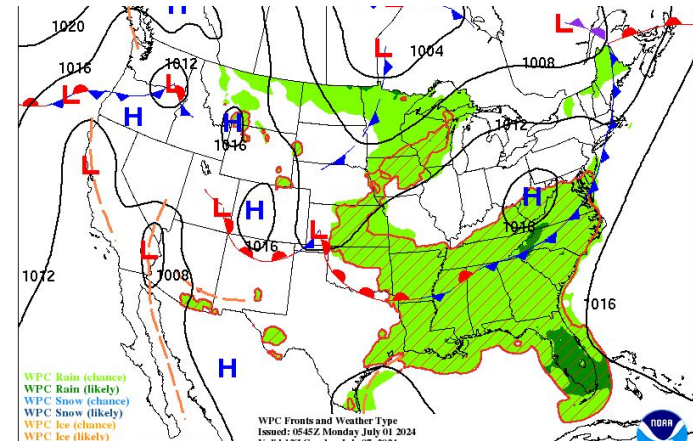 H
1020
L
1004
L
1008
1016
1012
L
L
H
H
1016
1012
L
H
H
1016
L
L
L
1016
1008
1012
1016
H
WPC Rain (chance)
WPC Rain (likely)
WPC Snow (chance)
WPC Snow (likely)
WPC Ice (chance)
WPC Ice (likely)
L
WPC Fronts and Weather Type
Issued: 0545Z Monday July 01 2024
NOAA